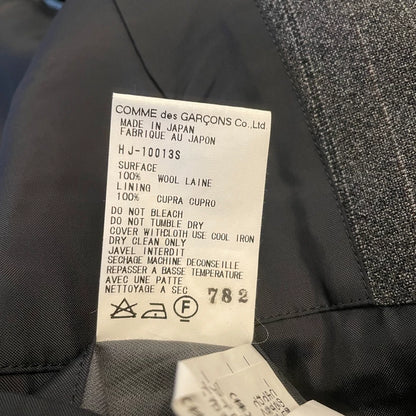 COMME des GARÇONS Co.,Ltd.
MADE IN JAPAN
FABRIQUE AU JAPON
HJ-10013S
SURFACE
100% WOOL LAINE
LINING
100% CUPRA CUPRO
DO NOT BLEACH
DO NOT TUMBLE DRY
COVER WITHCLOTH USE COOL IRON
DRY CLEAN ONLY
JAVEL INTERDIT
SECHAGE MACHINE DECONSEILLE
REPASSER A BASSE TEMPERATURE
AVEC UNE PATTE
NETTOYAGE A SEC
782
F